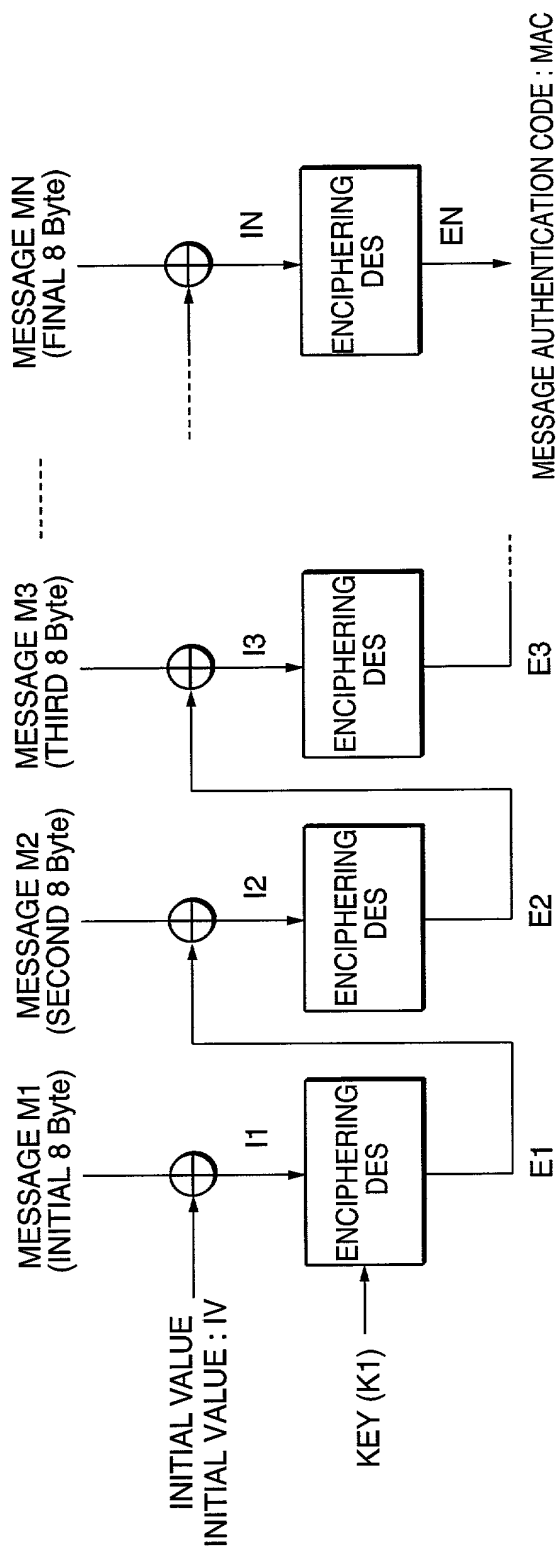 MESSAGE M1
(INITIAL 8 Byte)
MESSAGE M2
(SECOND 8 Byte)
MESSAGE M3
(THIRD 8 Byte)
MESSAGE MN
(FINAL 8 Byte)
INITIAL VALUE
INITIAL VALUE : IV
I1
I2
I3
IN
KEY (K1)
ENCIPHERING
DES
ENCIPHERING
DES
ENCIPHERING
DES
ENCIPHERING
DES
E1
E2
E3
EN
MESSAGE AUTHENTICATION CODE : MAC